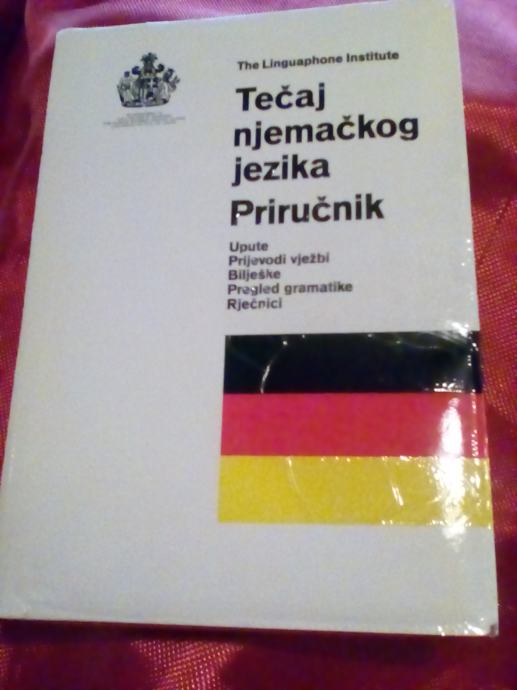 The Linguaphone Institute
Tečaj
njemačkog
jezika
Priručnik
Upute
Prijevodi vježbi
Bilješke
Pregled gramatike
Rječnici